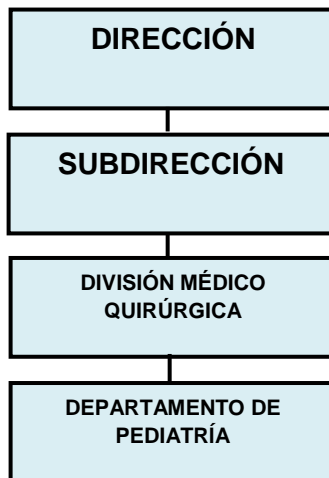 DIRECCIÓN
SUBDIRECCIÓN
DIVISIÓN MÉDICO
QUIRÚRGICA
DEPARTAMENTO DE
PEDIATRÍA